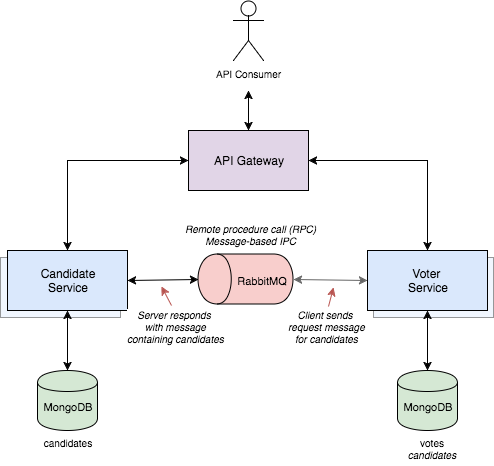 API Consumer
API Gateway
Remote procedure call (RPC)
Message-based IPC
Candidate
Service
RabbitMQ
Voter
Service
Server responds
with message
containing candidates
Client sends
request message
for candidates
MongoDB
MongoDB
candidates
votes
candidates